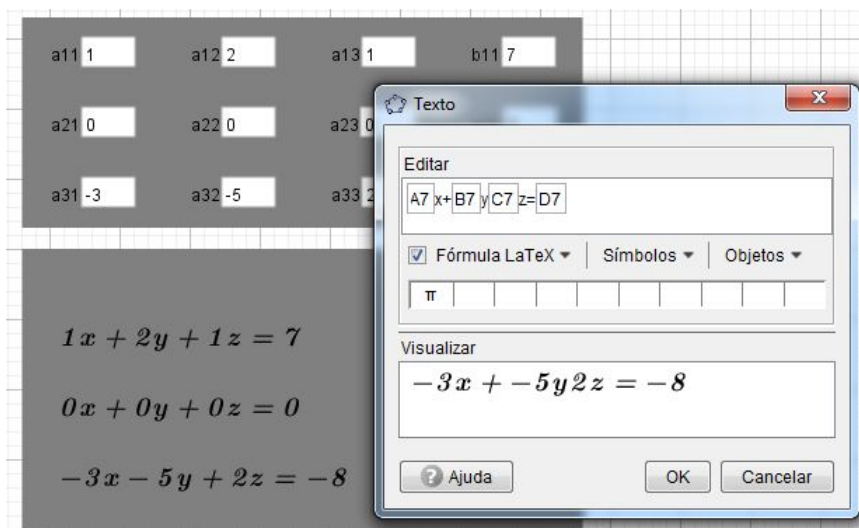 a11 1 a12 2 a13 1 b11 7
a21 0 a22 0 a23 0
a31 -3 a32 -5 a33 2
1x + 2y + 1z = 7
0x + 0y + 0z = 0
-3x - 5y + 2z = -8
Texto
Editar
A7 x+ B7 y C7 z= D7
Fórmula LaTeX Símbolos Objetos
π
Visualizar
-3x + -5y2z = -8
Ajuda OK Cancelar